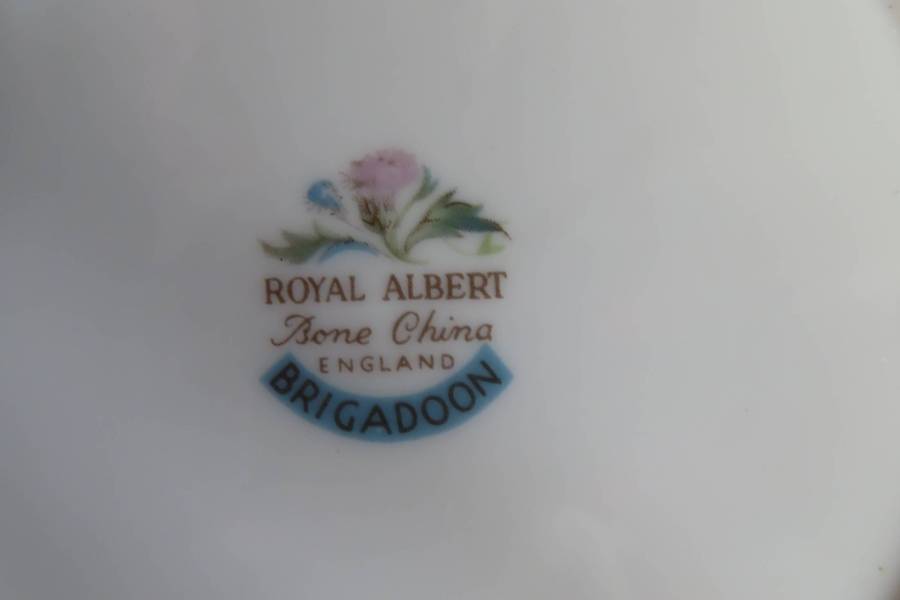 ROYAL ALBERT
Bone China
ENGLAND
BRIGADOON